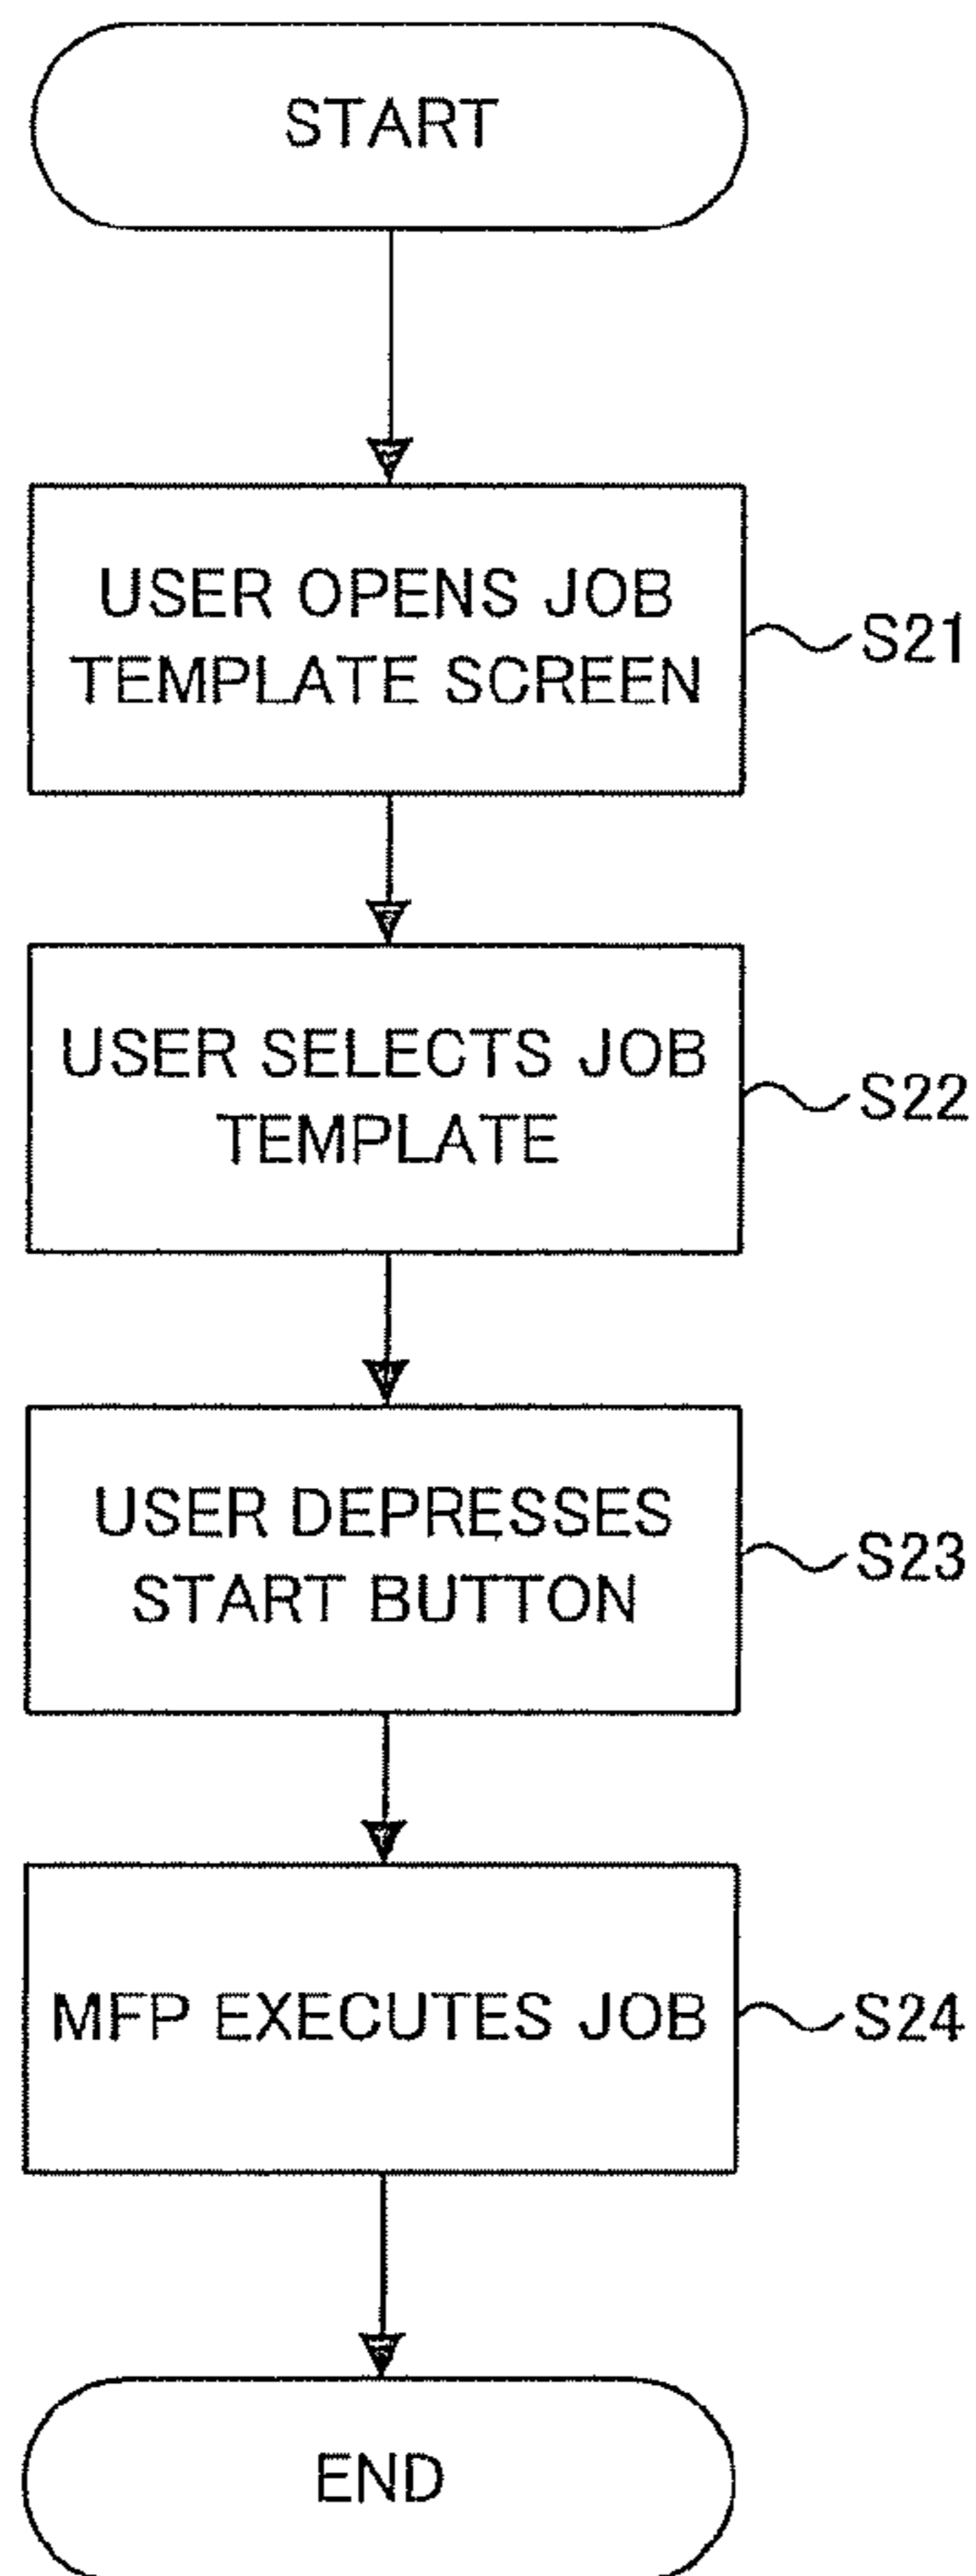 START
USER OPENS JOB
TEMPLATE SCREEN
S21
USER SELECTS JOB
TEMPLATE
S22
USER DEPRESSES
START BUTTON
S23
MFP EXECUTES JOB
S24
END